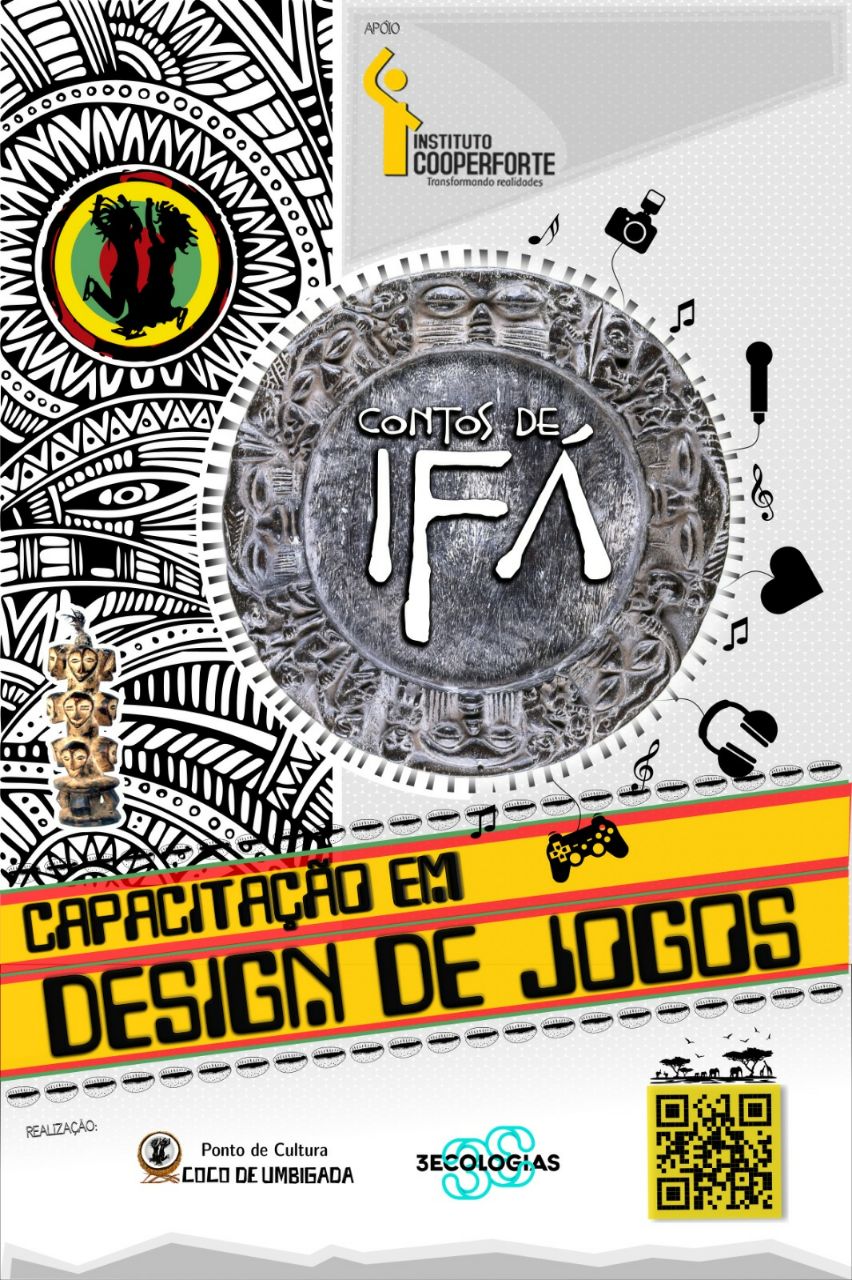 APÓIO
INSTITUTO
COOPERFORTE
Transformando realidades
CONTOS DE
IFÁ
CAPACITAÇÃO EM
DESIGN DE JOGOS
REALIZAÇÃO:
Ponto de Cultura
COCO DE UMBIGADA
3ECOLOGIAS